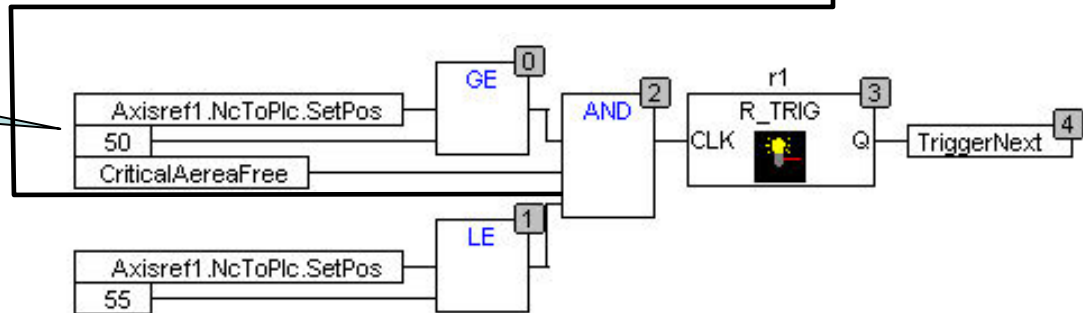 0
GE
Axisref1.NcToPlc.SetPos
50
CriticalAereaFree
AND
2
r1
3
R_TRIG
CLK
Q
TriggerNext
4
1
LE
Axisref1.NcToPlc.SetPos
55